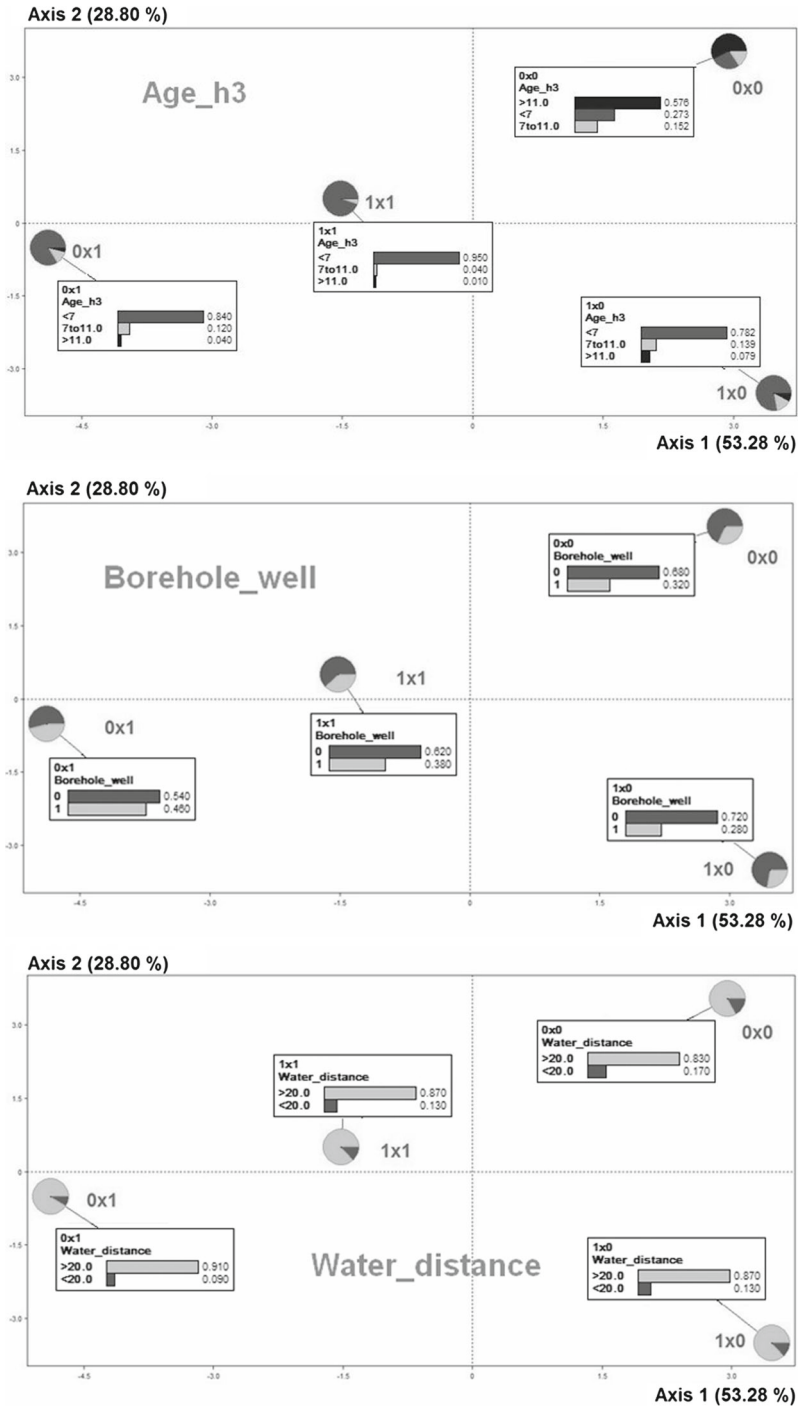 Axis 2 (28.80 %)
Age_h3
0x0
0x0
Age_h3
>11.0 0.576
<7 0.273
7to11.0 0.152
3.0
1.5
0
-1.5
-3.0
1x1
1x1
Age_h3
<7 0.950
7to11.0 0.040
>11.0 0.010
0x1
0x1
Age_h3
<7 0.840
7to11.0 0.120
>11.0 0.040
1x0
Age_h3
<7 0.782
7to11.0 0.139
>11.0 0.079
1x0
-4.5 -3.0 -1.5 0 1.5 3.0
Axis 1 (53.28 %)
Axis 2 (28.80 %)
Borehole_well
0x0
0x0
Borehole_well
0 0.680
1 0.320
3.0
1.5
0
-1.5
-3.0
1x1
1x1
Borehole_well
0 0.620
1 0.380
0x1
0x1
Borehole_well
0 0.540
1 0.460
1x0
Borehole_well
0 0.720
1 0.280
1x0
-4.5 -3.0 -1.5 0 1.5 3.0
Axis 1 (53.28 %)
Axis 2 (28.80 %)
0x0
0x0
Water_distance
>20.0 0.830
<20.0 0.170
3.0
1.5
0
-1.5
-3.0
1x1
Water_distance
>20.0 0.870
<20.0 0.130
1x1
0x1
0x1
Water_distance
>20.0 0.910
<20.0 0.090
Water_distance
1x0
Water_distance
>20.0 0.870
<20.0 0.130
1x0
-4.5 -3.0 -1.5 0 1.5 3.0
Axis 1 (53.28 %)